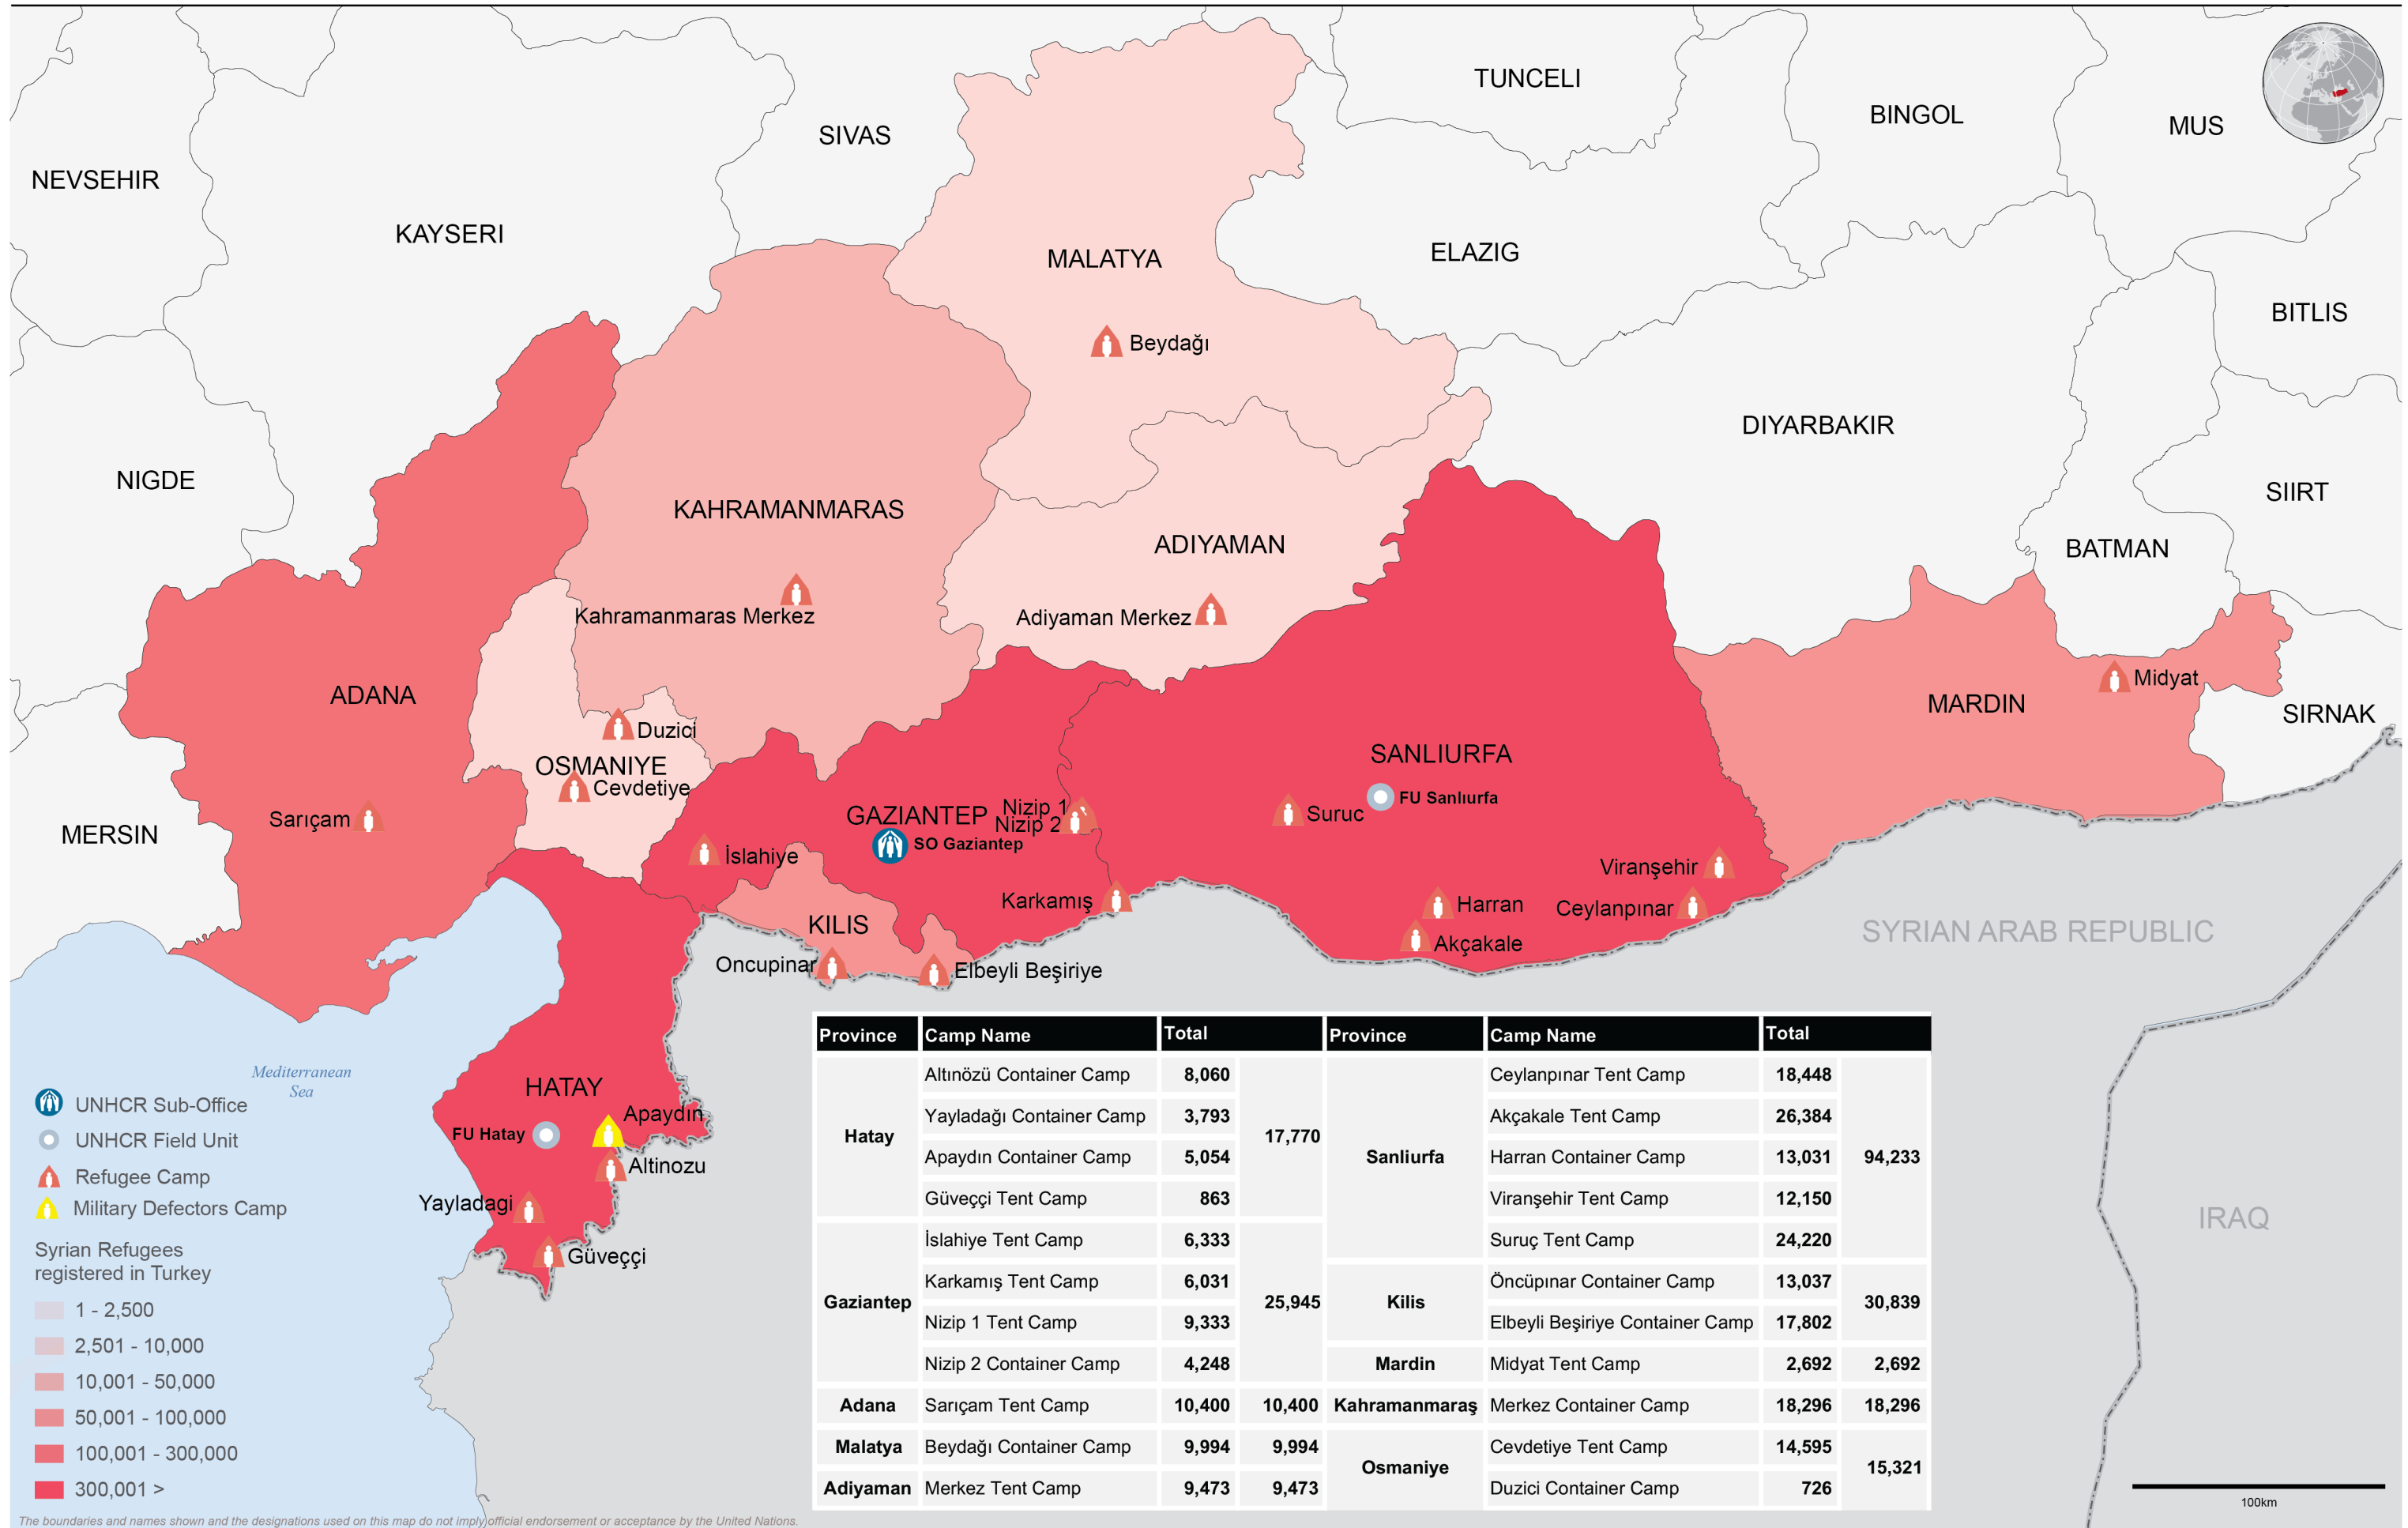 TUNCELI
BINGOL
MUS
SIVAS
NEVSEHIR
KAYSERI
MALATYA
ELAZIG
BITLIS
Beydağı
DIYARBAKIR
NIGDE
SIIRT
KAHRAMANMARAS
ADIYAMAN
BATMAN
Kahramanmaras Merkez
Adiyaman Merkez
Midyat
ADANA
MARDIN
SIRNAK
Duzici
SANLIURFA
OSMANIYE
Cevdetiye
FU Sanlıurfa
Nizip 1
GAZIANTEP
Suruc
Sarıçam
Nizip 2
MERSIN
SO Gaziantep
İslahiye
Viranşehir
Karkamış
Harran
Ceylanpınar
KILIS
SYRIAN ARAB REPUBLIC
Akçakale
Oncupinar
Elbeyli Beşiriye
Mediterranean
Sea
HATAY
Apaydın
FU Hatay
Altinozu
Yayladagi
Güveççi
IRAQ
UNHCR Sub-Office
UNHCR Field Unit
Refugee Camp
Military Defectors Camp
Syrian Refugees
registered in Turkey
1 - 2,500
2,501 - 10,000
10,001 - 50,000
50,001 - 100,000
100,001 - 300,000
300,001 >
Province Camp Name Total Province Camp Name Total
Altınözü Container Camp 8,060 Ceylanpınar Tent Camp 18,448
Yayladağı Container Camp 3,793 Akçakale Tent Camp 26,384
Hatay 17,770
Apaydın Container Camp 5,054 Sanliurfa Harran Container Camp 13,031 94,233
Güveççi Tent Camp 863 Viranşehir Tent Camp 12,150
İslahiye Tent Camp 6,333 Suruç Tent Camp 24,220
Karkamış Tent Camp 6,031 Öncüpınar Container Camp 13,037
Gaziantep 25,945 Kilis 30,839
Nizip 1 Tent Camp 9,333 Elbeyli Beşiriye Container Camp 17,802
Nizip 2 Container Camp 4,248 Mardin Midyat Tent Camp 2,692 2,692
Adana Sarıçam Tent Camp 10,400 10,400 Kahramanmaraş Merkez Container Camp 18,296 18,296
Malatya Beydağı Container Camp 9,994 9,994 Cevdetiye Tent Camp 14,595
Osmaniye 15,321
Adiyaman Merkez Tent Camp 9,473 9,473 Duzici Container Camp 726
100km
The boundaries and names shown and the designations used on this map do not imply official endorsement or acceptance by the United Nations.